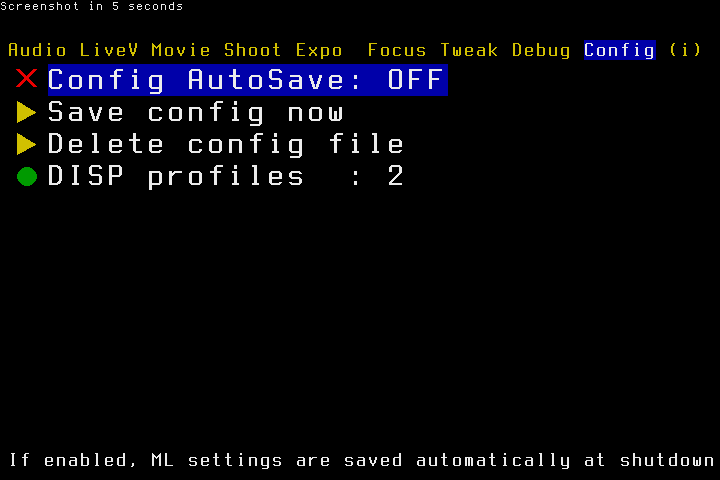 Screenshot in 5 seconds
Audio LiveV Movie Shoot Expo Focus Tweak Debug Config (i)
Config AutoSave: OFF
Save config now
Delete config file
DISP profiles : 2
If enabled, ML settings are saved automatically at shutdown